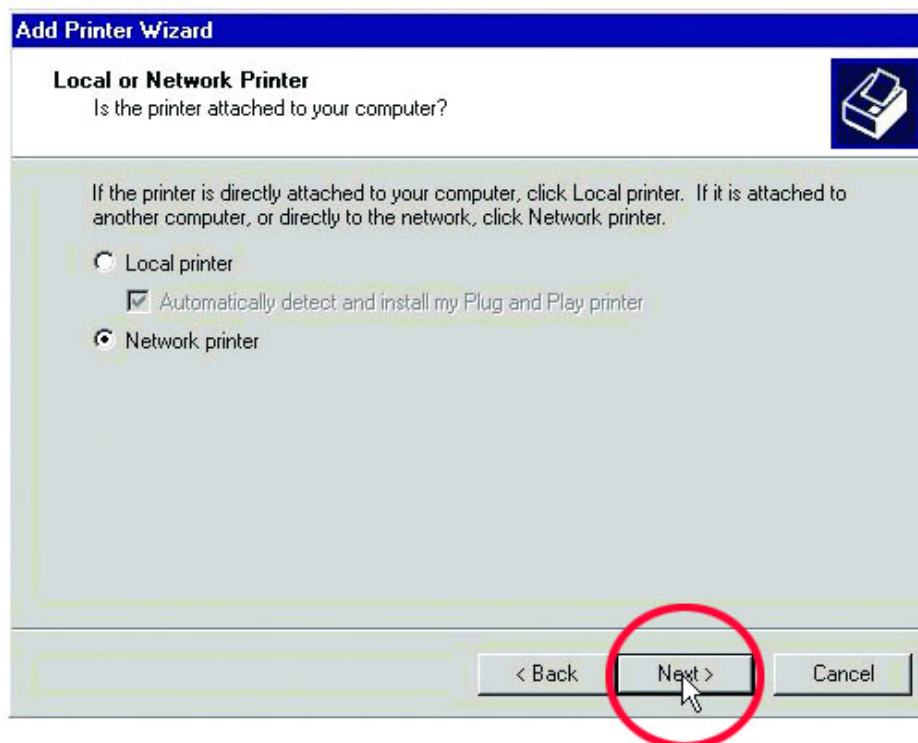 Add Printer Wizard
Local or Network Printer
Is the printer attached to your computer?
If the printer is directly attached to your computer, click Local printer. If it is attached to
another computer, or directly to the network, click Network printer.
Local printer
Automatically detect and install my Plug and Play printer
Network printer
< Back Next > Cancel